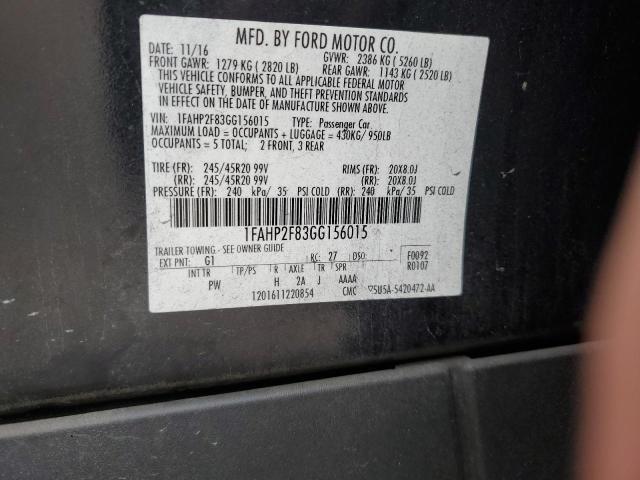 MFD. BY FORD MOTOR CO.
DATE: 11/16 GVWR: 2386 KG ( 5260 LB)
FRONT GAWR: 1279 KG ( 2820 LB) REAR GAWR: 1143 KG ( 2520 LB)
THIS VEHICLE CONFORMS TO ALL APPLICABLE FEDERAL MOTOR
VEHICLE SAFETY, BUMPER, AND THEFT PREVENTION STANDARDS
IN EFFECT ON THE DATE OF MANUFACTURE SHOWN ABOVE.
VIN: 1FAHP2F83GG156015 TYPE: Passenger Car
MAXIMUM LOAD = OCCUPANTS + LUGGAGE = 430KG/ 950LB
OCCUPANTS = 5 TOTAL; 2 FRONT, 3 REAR
TIRE (FR): 245/45R20 99V RIMS (FR): 20X8.0J
(RR): 245/45R20 99V (RR): 20X8.0J
PRESSURE (FR): 240 kPa/ 35 PSI COLD (RR): 240 kPa/ 35 PSI COLD
1FAHP2F83GG156015
TRAILER TOWING - SEE OWNER GUIDE
EXT PNT: G1 RC: 27 DSO: F0092
R0107
INT TR TP/PS R AXLE TR SPR
PW H 2A J AAAA
1201611220854 CMC 5U5A-5420472-AA